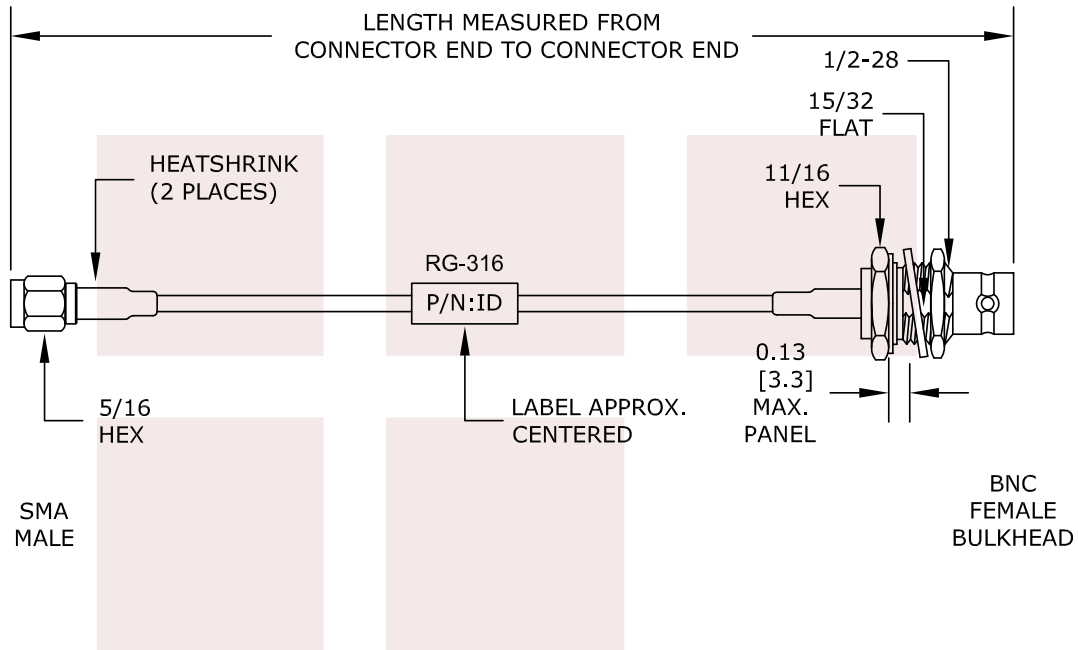 LENGTH MEASURED FROM
CONNECTOR END TO CONNECTOR END
1/2-28
15/32
FLAT
HEATSHRINK
(2 PLACES)
11/16
HEX
RG-316
P/N:ID
0.13
[3.3]
MAX.
PANEL
5/16
HEX
LABEL APPROX.
CENTERED
SMA
MALE
BNC
FEMALE
BULKHEAD